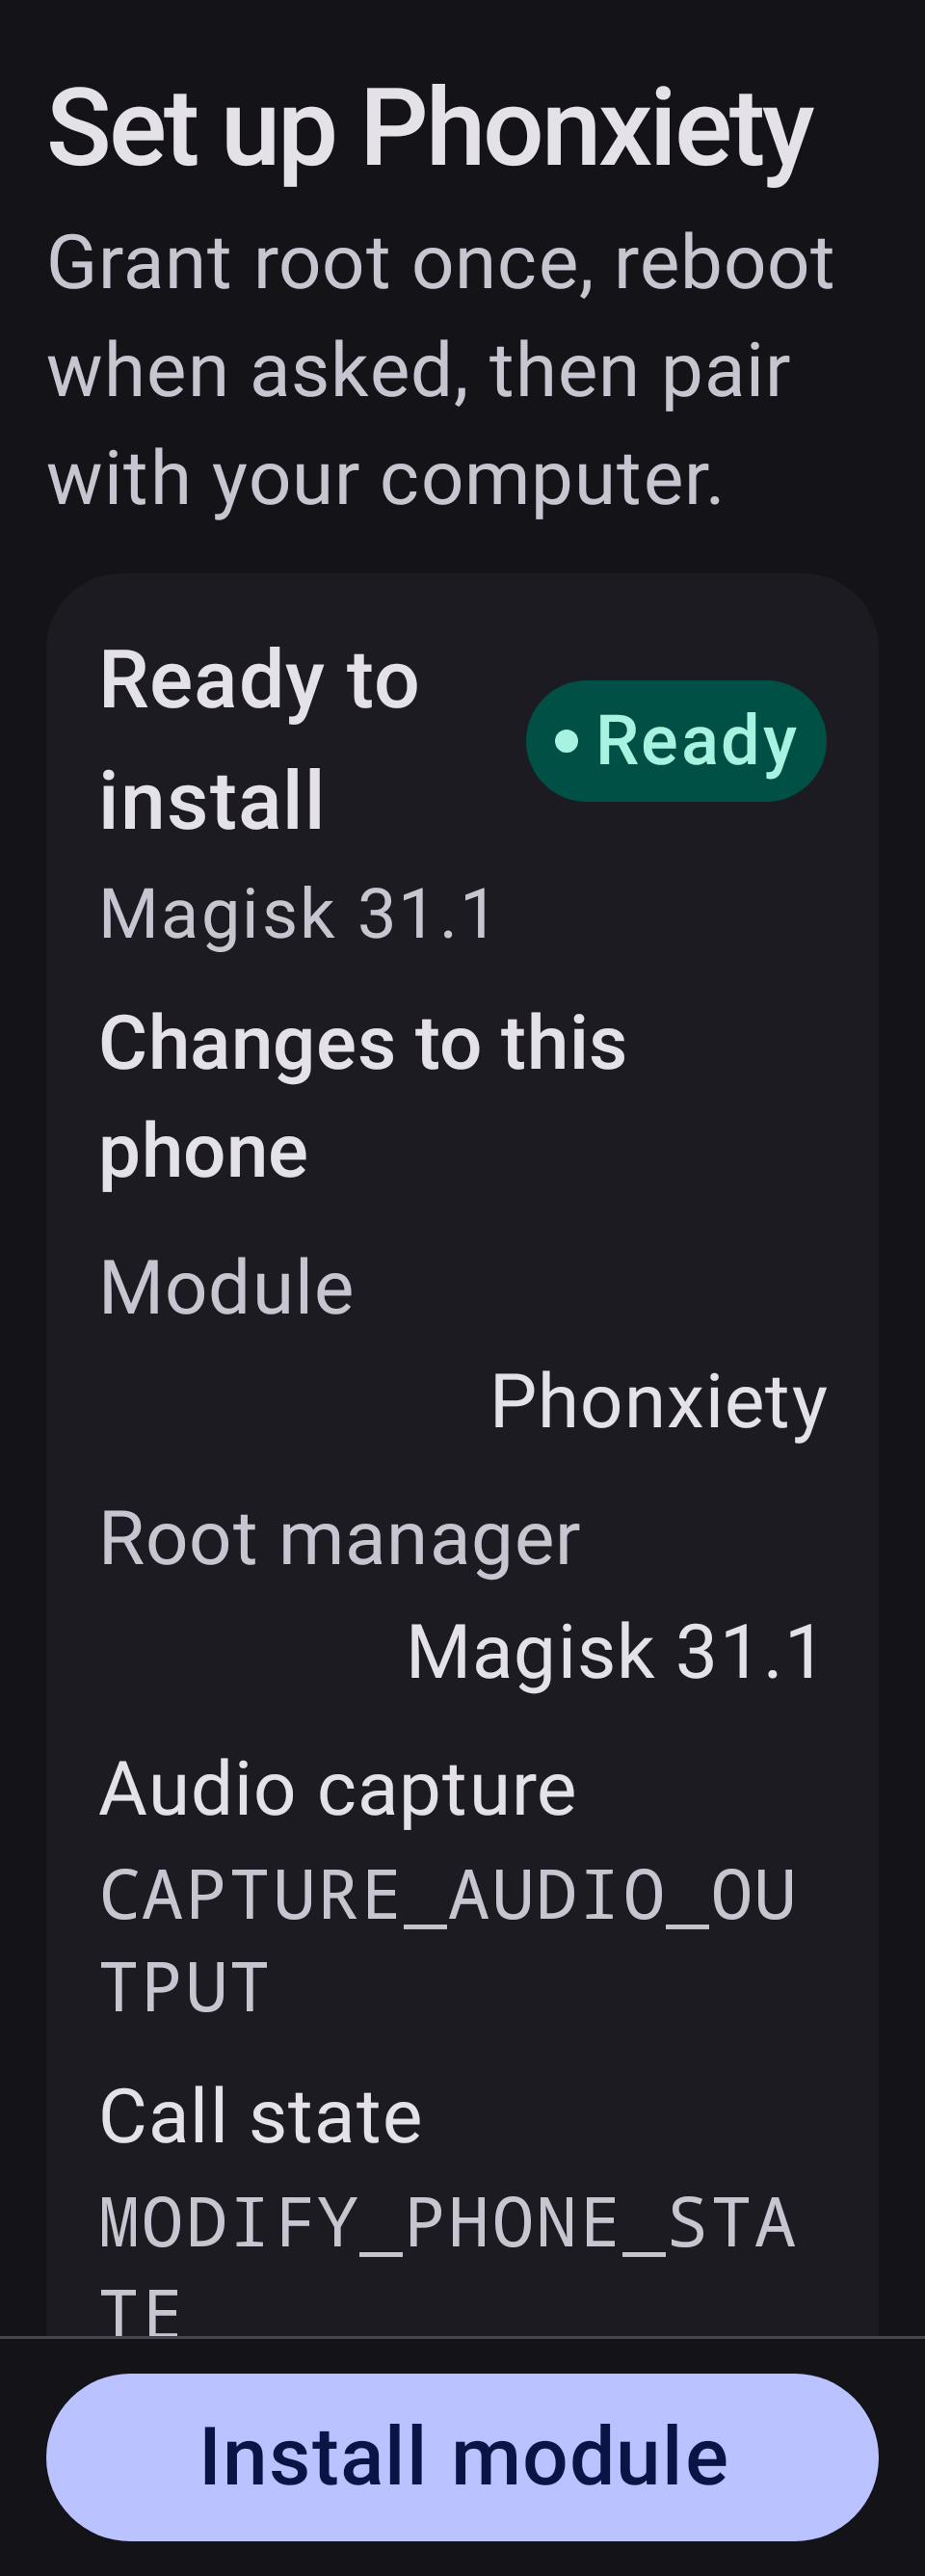 Set up Phonxiety
Grant root once, reboot
when asked, then pair
with your computer.
Ready to
install
• Ready
Magisk 31.1
Changes to this
phone
Module
Phonxiety
Root manager
Magisk 31.1
Audio capture
CAPTURE_AUDIO_OU
TPUT
Call state
MODIFY_PHONE_STA
TE
Install module